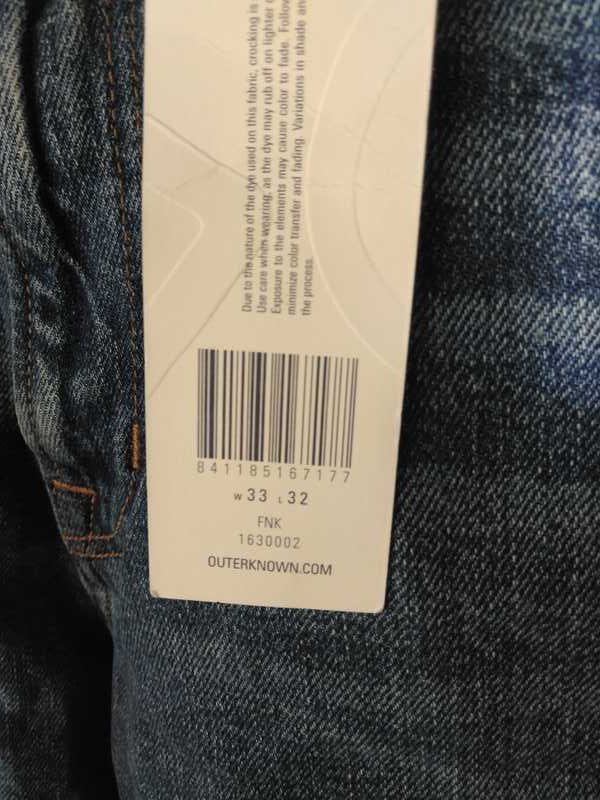 Due to the nature of the dye used on this fabric, crocking is
Use care when wearing, as the dye may rub off on lighter
Exposure to the elements may cause color to fade. Follow
minimize color transfer and fading. Variations in shade an
the process.
841185167177
W 33 L 32
FNK
1630002
OUTERKNOWN.COM